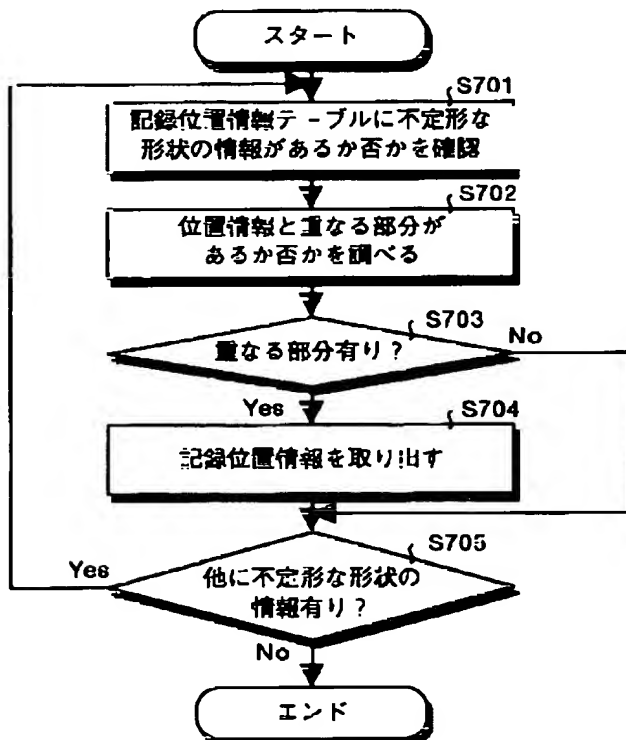 スタート
S701
記録位置情報テーブルに不定形な
形状の情報があるか否かを確認
S702
位置情報と重なる部分が
あるか否かを調べる
S703
重なる部分有り？
No
Yes
S704
記録位置情報を取り出す
S705
他に不定形な形状の
情報有り？
Yes
No
エンド